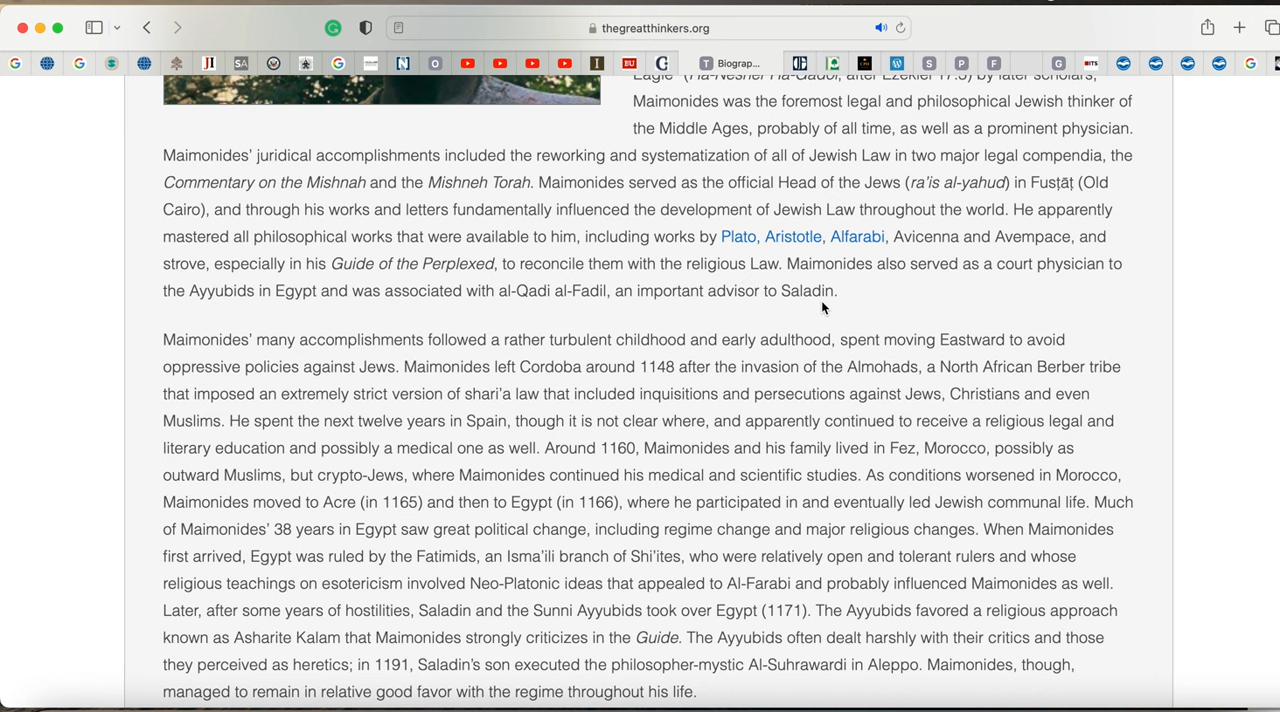 thegreatthinkers.org
Biograp...
Eagle" (Ha-Nesher Ha-Gadol, after Ezekiel 17:3) by later scholars,
Maimonides was the foremost legal and philosophical Jewish thinker of
the Middle Ages, probably of all time, as well as a prominent physician.
Maimonides' juridical accomplishments included the reworking and systematization of all of Jewish Law in two major legal compendia, the
Commentary on the Mishnah and the Mishneh Torah. Maimonides served as the official Head of the Jews (ra'is al-yahud) in Fusṭāṭ (Old
Cairo), and through his works and letters fundamentally influenced the development of Jewish Law throughout the world. He apparently
mastered all philosophical works that were available to him, including works by Plato, Aristotle, Alfarabi, Avicenna and Avempace, and
strove, especially in his Guide of the Perplexed, to reconcile them with the religious Law. Maimonides also served as a court physician to
the Ayyubids in Egypt and was associated with al-Qadi al-Fadil, an important advisor to Saladin.
Maimonides' many accomplishments followed a rather turbulent childhood and early adulthood, spent moving Eastward to avoid
oppressive policies against Jews. Maimonides left Cordoba around 1148 after the invasion of the Almohads, a North African Berber tribe
that imposed an extremely strict version of shari'a law that included inquisitions and persecutions against Jews, Christians and even
Muslims. He spent the next twelve years in Spain, though it is not clear where, and apparently continued to receive a religious legal and
literary education and possibly a medical one as well. Around 1160, Maimonides and his family lived in Fez, Morocco, possibly as
outward Muslims, but crypto-Jews, where Maimonides continued his medical and scientific studies. As conditions worsened in Morocco,
Maimonides moved to Acre (in 1165) and then to Egypt (in 1166), where he participated in and eventually led Jewish communal life. Much
of Maimonides' 38 years in Egypt saw great political change, including regime change and major religious changes. When Maimonides
first arrived, Egypt was ruled by the Fatimids, an Isma'ili branch of Shi'ites, who were relatively open and tolerant rulers and whose
religious teachings on esotericism involved Neo-Platonic ideas that appealed to Al-Farabi and probably influenced Maimonides as well.
Later, after some years of hostilities, Saladin and the Sunni Ayyubids took over Egypt (1171). The Ayyubids favored a religious approach
known as Asharite Kalam that Maimonides strongly criticizes in the Guide. The Ayyubids often dealt harshly with their critics and those
they perceived as heretics; in 1191, Saladin's son executed the philosopher-mystic Al-Suhrawardi in Aleppo. Maimonides, though,
managed to remain in relative good favor with the regime throughout his life.